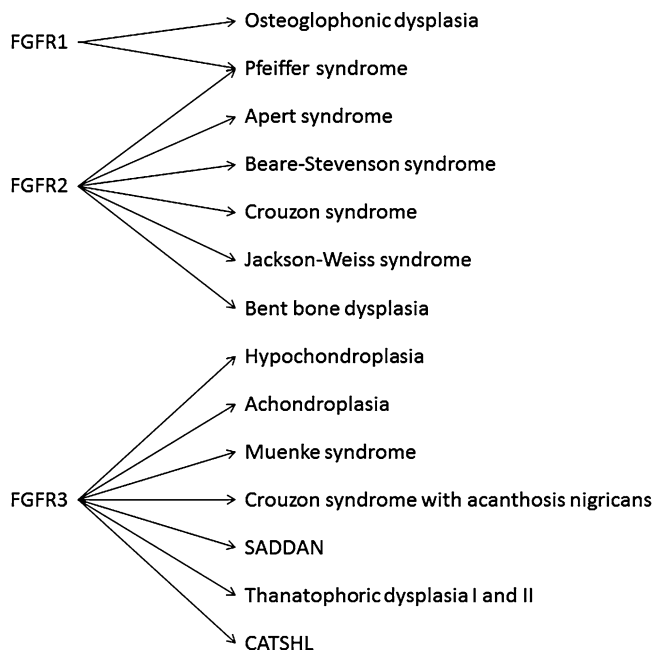 Osteoglophonic dysplasia
FGFR1
Pfeiffer syndrome
Apert syndrome
Beare-Stevenson syndrome
FGFR2
Crouzon syndrome
Jackson-Weiss syndrome
Bent bone dysplasia
Hypochondroplasia
Achondroplasia
Muenke syndrome
FGFR3
Crouzon syndrome with acanthosis nigricans
SADDAN
Thanatophoric dysplasia I and II
CATSHL